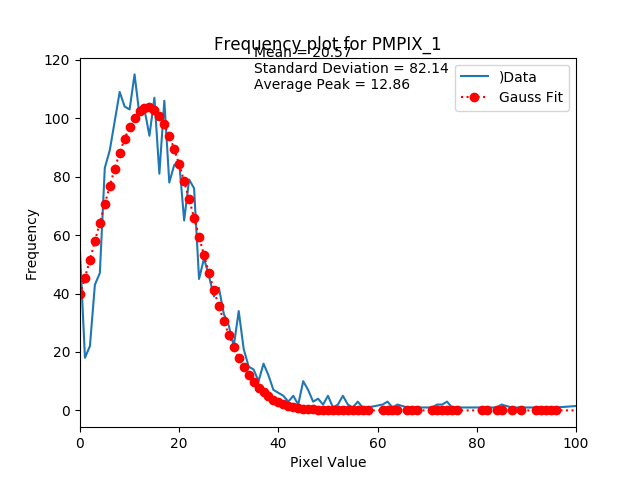 Frequency plot for PMPIX_1
Mean = 20.57
Standard Deviation = 82.14
Average Peak = 12.86
)Data
Gauss Fit
120
100
80
60
40
20
0
Frequency
0 20 40 60 80 100
Pixel Value